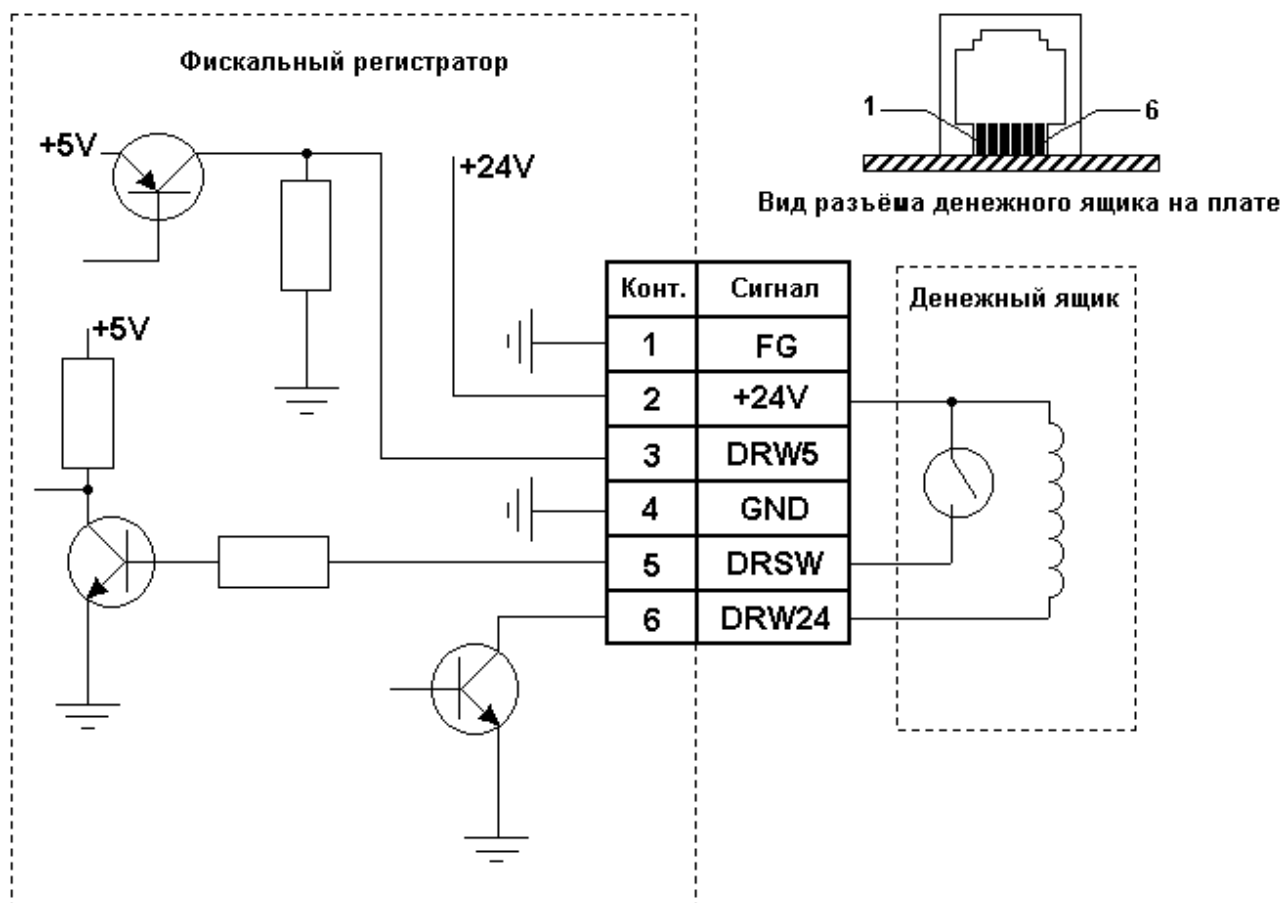 Фискальный регистратор
1
6
Вид разъёма денежного ящика на плате
+5V
+24V
+5V
Конт. Сигнал
1 FG
2 +24V
3 DRW5
4 GND
5 DRSW
6 DRW24
Денежный ящик